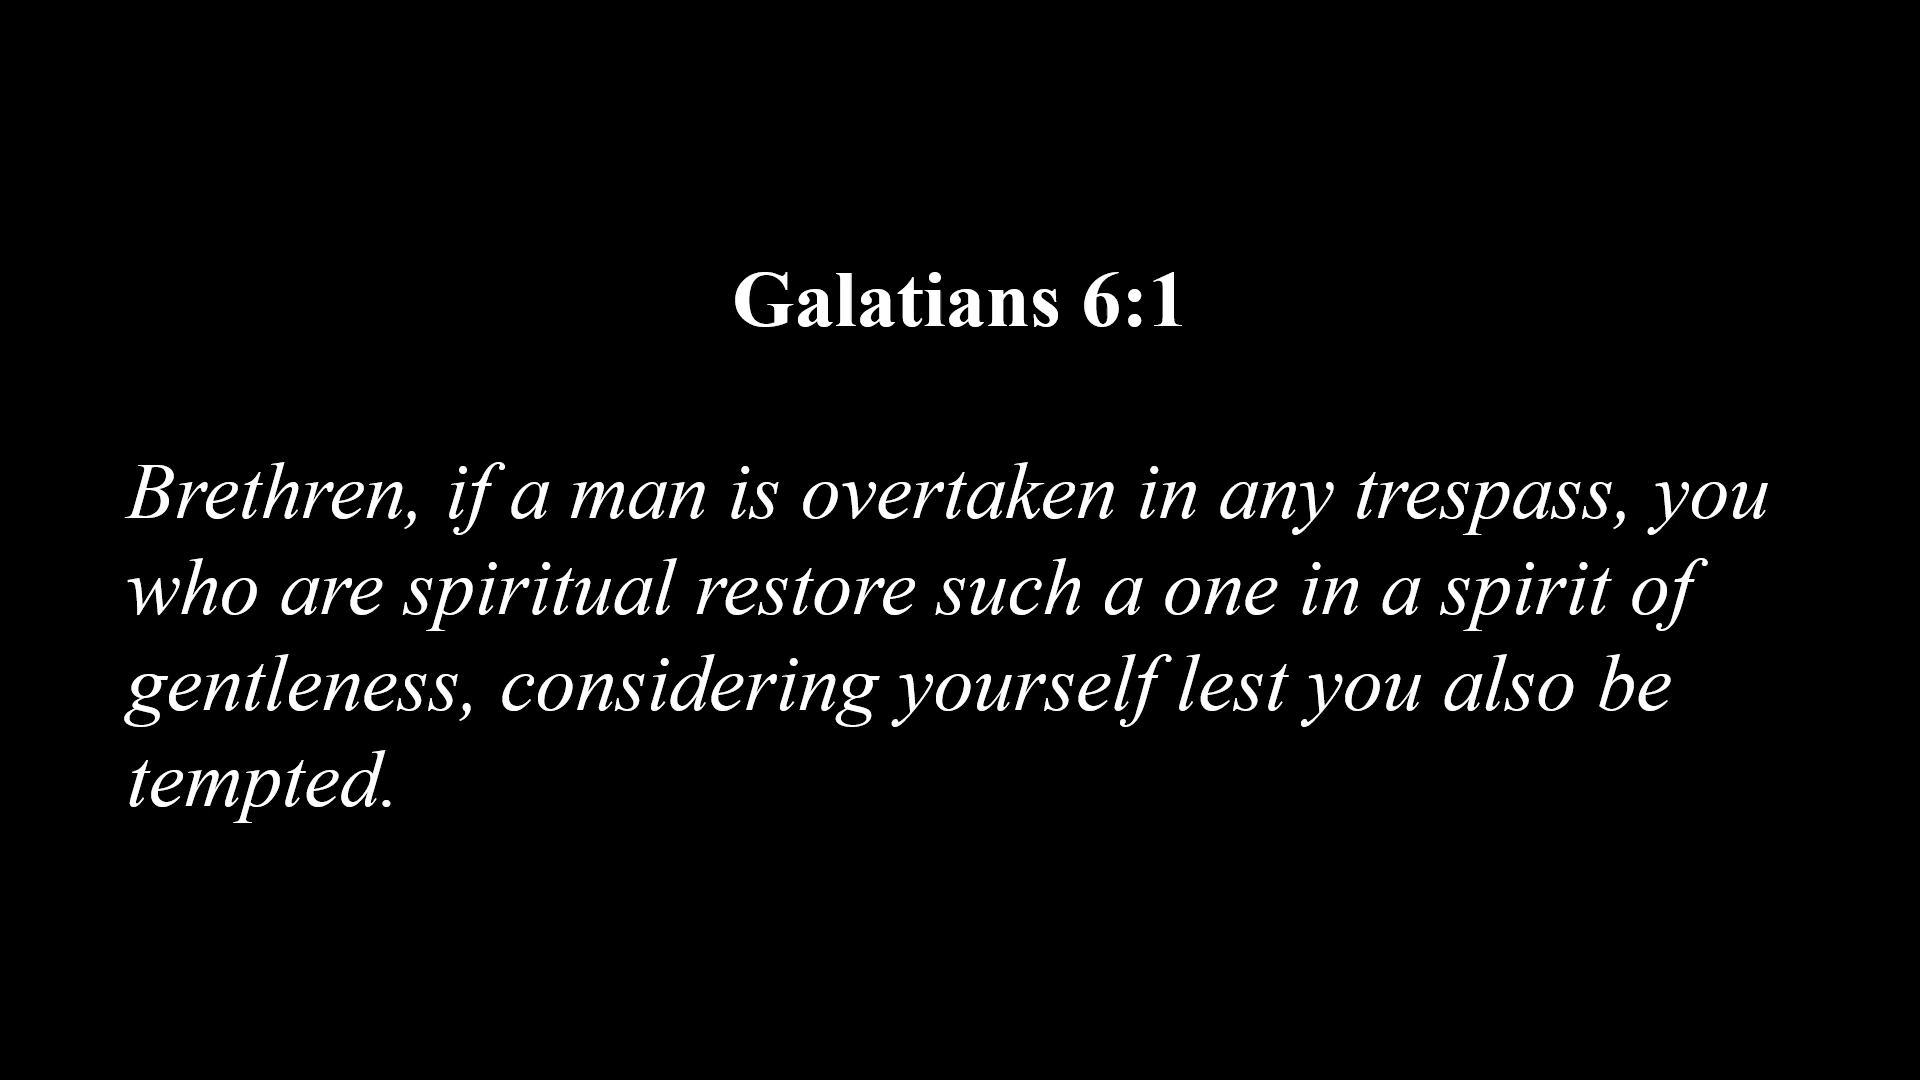 Galatians 6:1
Brethren, if a man is overtaken in any trespass, you
who are spiritual restore such a one in a spirit of
gentleness, considering yourself lest you also be
tempted.